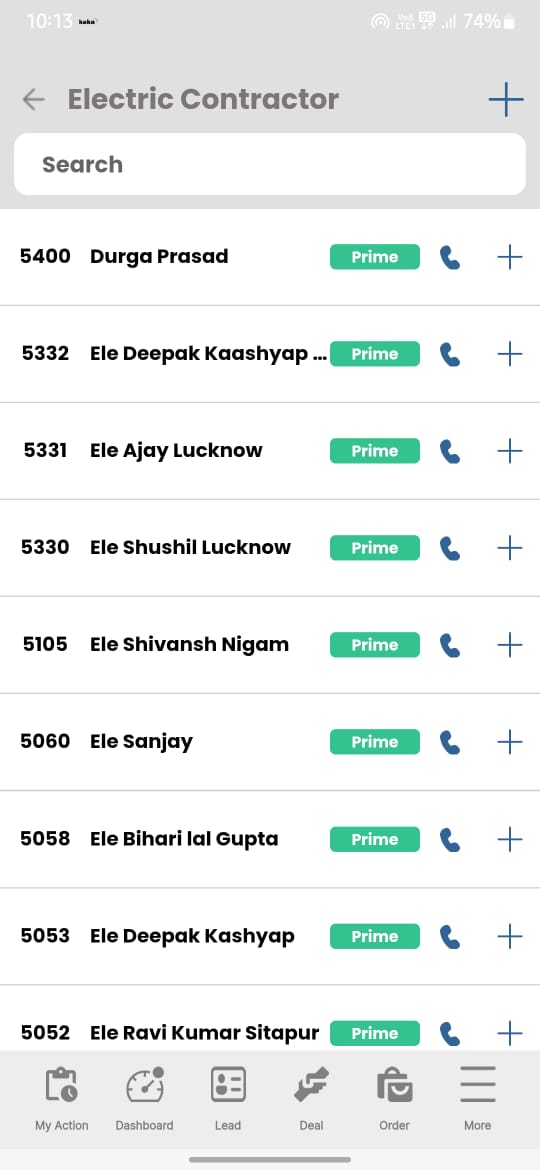 10:13 kaka VoD LTE1 5G 74%
Electric Contractor
Search
5400 Durga Prasad Prime
5332 Ele Deepak Kaashyap ... Prime
5331 Ele Ajay Lucknow Prime
5330 Ele Shushil Lucknow Prime
5105 Ele Shivansh Nigam Prime
5060 Ele Sanjay Prime
5058 Ele Bihari lal Gupta Prime
5053 Ele Deepak Kashyap Prime
5052 Ele Ravi Kumar Sitapur Prime
My Action Dashboard Lead Deal Order More